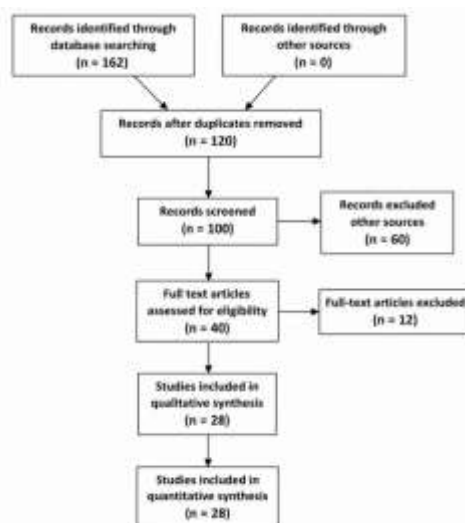 Records identified through
database searching
(n = 162)
Records identified through
other sources
(n = 0)
Records after duplicates removed
(n = 120)
Records screened
(n = 100)
Records excluded
other sources
(n = 60)
Full text articles
assessed for eligibility
(n = 40)
Full-text articles excluded
(n = 12)
Studies included in
qualitative synthesis
(n = 28)
Studies included in
quantitative synthesis
(n = 28)